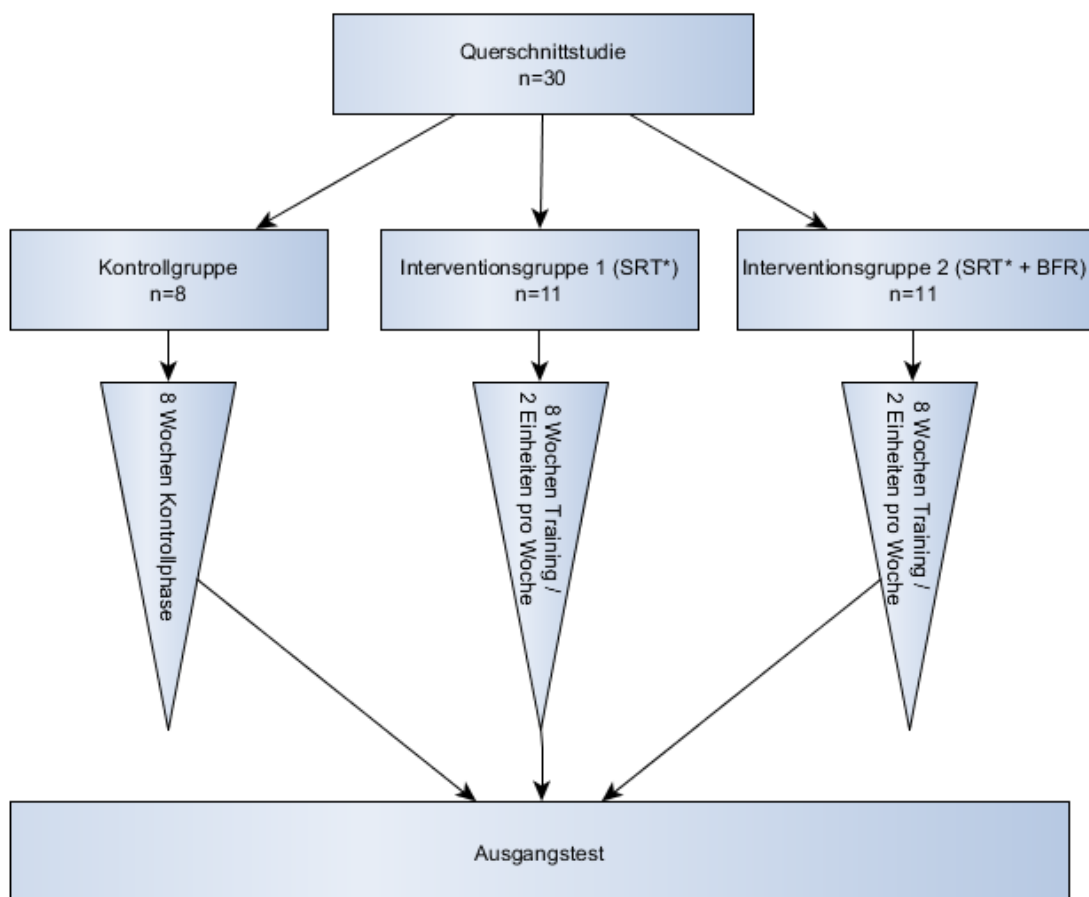 Querschnittstudie
n=30
Kontrollgruppe
n=8
Interventionsgruppe 1 (SRT*)
n=11
Interventionsgruppe 2 (SRT* + BFR)
n=11
8 Wochen Kontrollphase
8 Wochen Training /
2 Einheiten pro Woche
8 Wochen Training /
2 Einheiten pro Woche
Ausgangstest